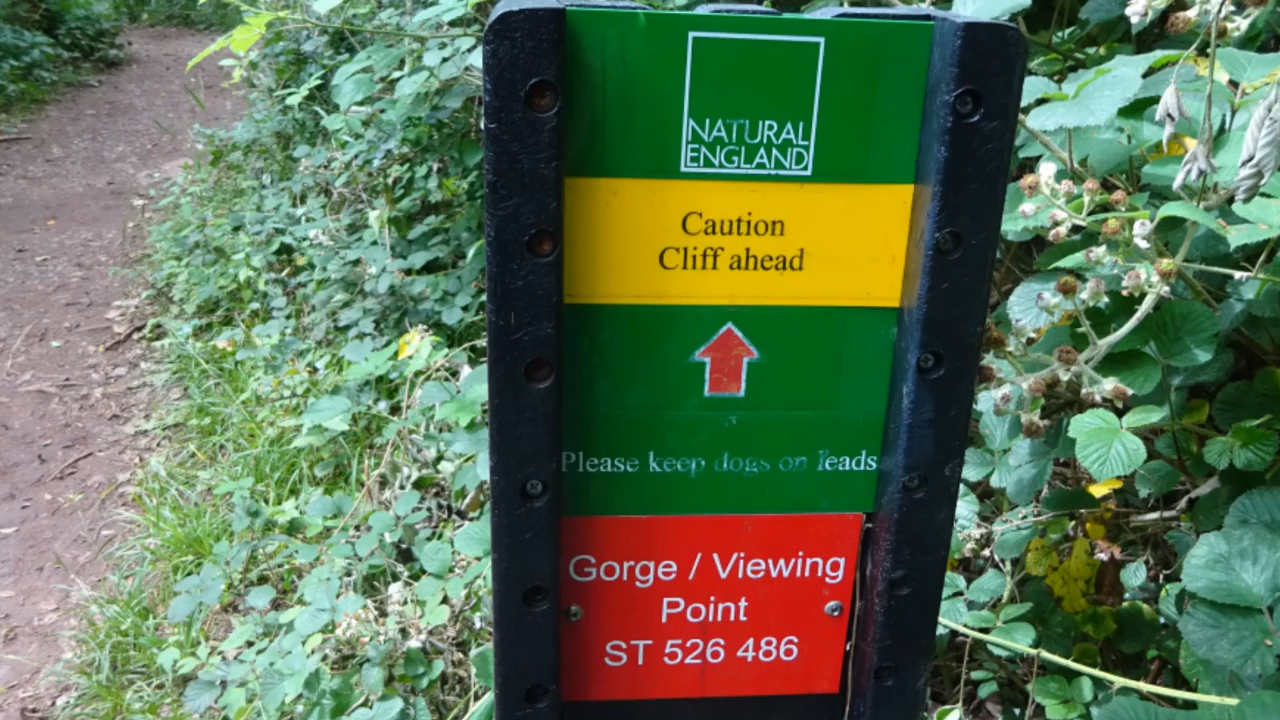 NATURAL
ENGLAND
Caution
Cliff ahead
Please keep dogs on leads
Gorge / Viewing
Point
ST 526 486